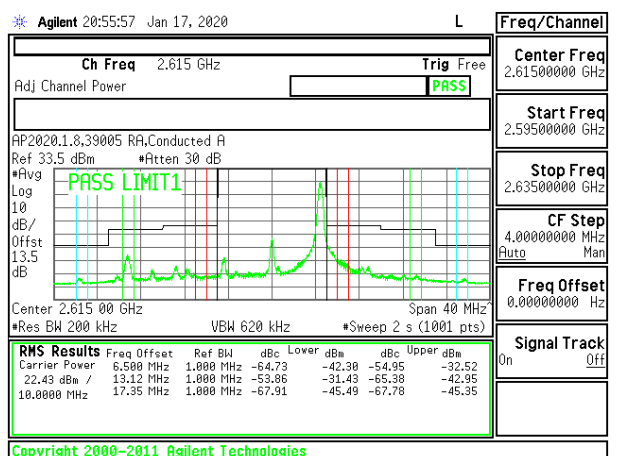 Agilent 20:55:57 Jan 17, 2020 L
Freq/Channel
Ch Freq 2.615 GHz Trig Free
Adj Channel Power PASS
Center Freq
2.61500000 GHz
Start Freq
2.59500000 GHz
Stop Freq
2.63500000 GHz
CF Step
4.00000000 MHz
Auto Man
Freq Offset
0.00000000 Hz
Signal Track
On Off
AP2020.1.8,39005 RA,Conducted A
Ref 33.5 dBm #Atten 30 dB
#Avg
Log
10
dB/
Offst
13.5
dB
PASS LIMIT1
Center 2.615 00 GHz Span 40 MHz^
#Res BW 200 kHz VBW 620 kHz #Sweep 2 s (1001 pts)
RMS Results Freq Offset Ref BW dBc Lower dBm dBc Upper dBm
Carrier Power 6.500 MHz 1.000 MHz -64.73 -42.30 -54.95 -32.52
22.43 dBm / 13.12 MHz 1.000 MHz -53.86 -31.43 -65.38 -42.95
10.0000 MHz 17.35 MHz 1.000 MHz -67.91 -45.49 -67.78 -45.35
Copyright 2000-2011 Agilent Technologies